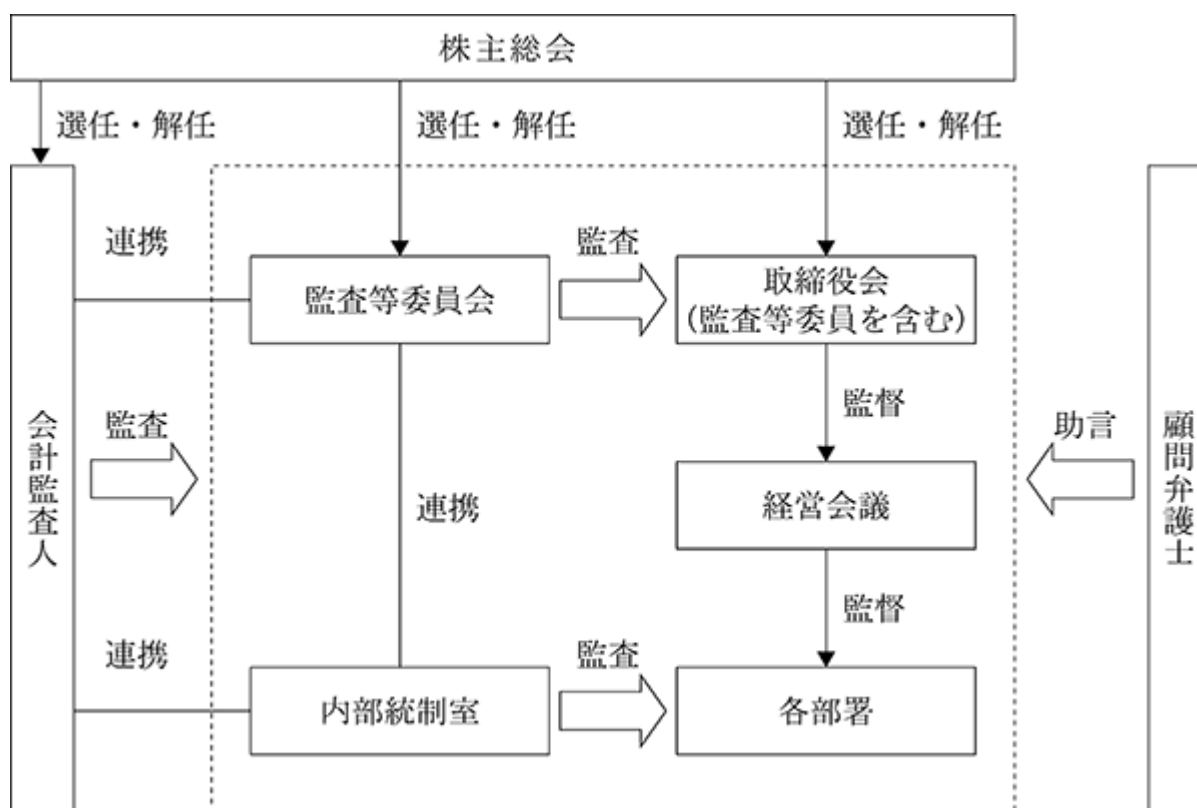 株主総会
選任・解任
選任・解任
選任・解任
連携
監査
監査等委員会
取締役会
(監査等委員を含む)
監督
会計監査人
監査
助言
顧問弁護士
連携
経営会議
監督
連携
監査
内部統制室
各部署